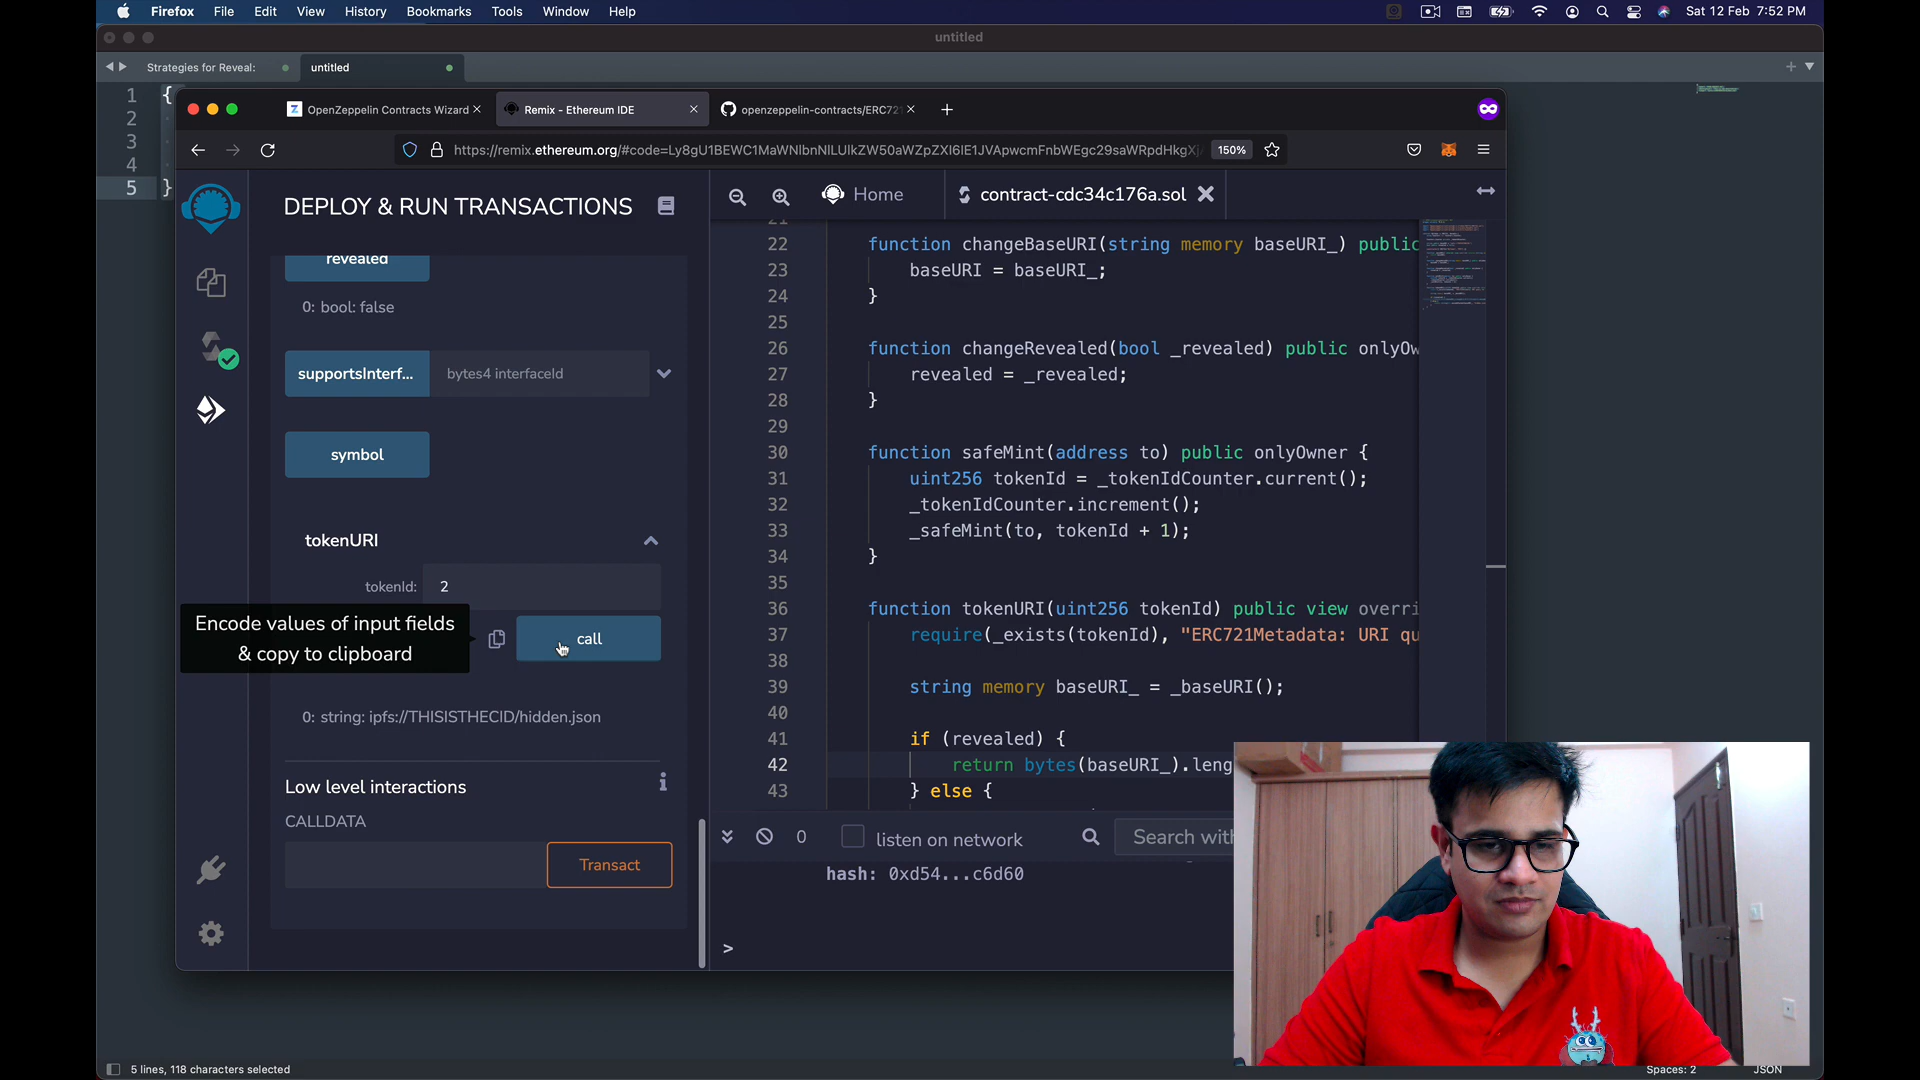 Firefox File Edit View History Bookmarks Tools Window Help
Sat 12 Feb 7:52 PM
untitled
Strategies for Reveal:
untitled
1 {
2
3
4
5 }
OpenZeppelin Contracts Wizard
Remix - Ethereum IDE
openzeppelin-contracts/ERC721
https://remix.ethereum.org/#code=Ly8gU1BEWC1MaWNlbnNlLUlkZW50aWZpZXI6IE1JVApwcmFnbWEgc29saWRpdHkgXj
150%
DEPLOY & RUN TRANSACTIONS
Home
contract-cdc34c176a.sol
revealed
0: bool: false
supportsInterf...
bytes4 interfaceId
symbol
tokenURI
tokenId:
2
Encode values of input fields
& copy to clipboard
call
0: string: ipfs://THISISTHECID/hidden.json
Low level interactions
CALLDATA
Transact
21
22 function changeBaseURI(string memory baseURI_) public
23 baseURI = baseURI_;
24 }
25
26 function changeRevealed(bool _revealed) public onlyOw
27 revealed = _revealed;
28 }
29
30 function safeMint(address to) public onlyOwner {
31 uint256 tokenId = _tokenIdCounter.current();
32 _tokenIdCounter.increment();
33 _safeMint(to, tokenId + 1);
34 }
35
36 function tokenURI(uint256 tokenId) public view overri
37 require(_exists(tokenId), "ERC721Metadata: URI qu
38
39 string memory baseURI_ = _baseURI();
40
41 if (revealed) {
42 return bytes(baseURI_).leng
43 } else {
0
listen on network
Search with
hash: 0xd54...c6d60
>
5 lines, 118 characters selected
Spaces: 2
JSON